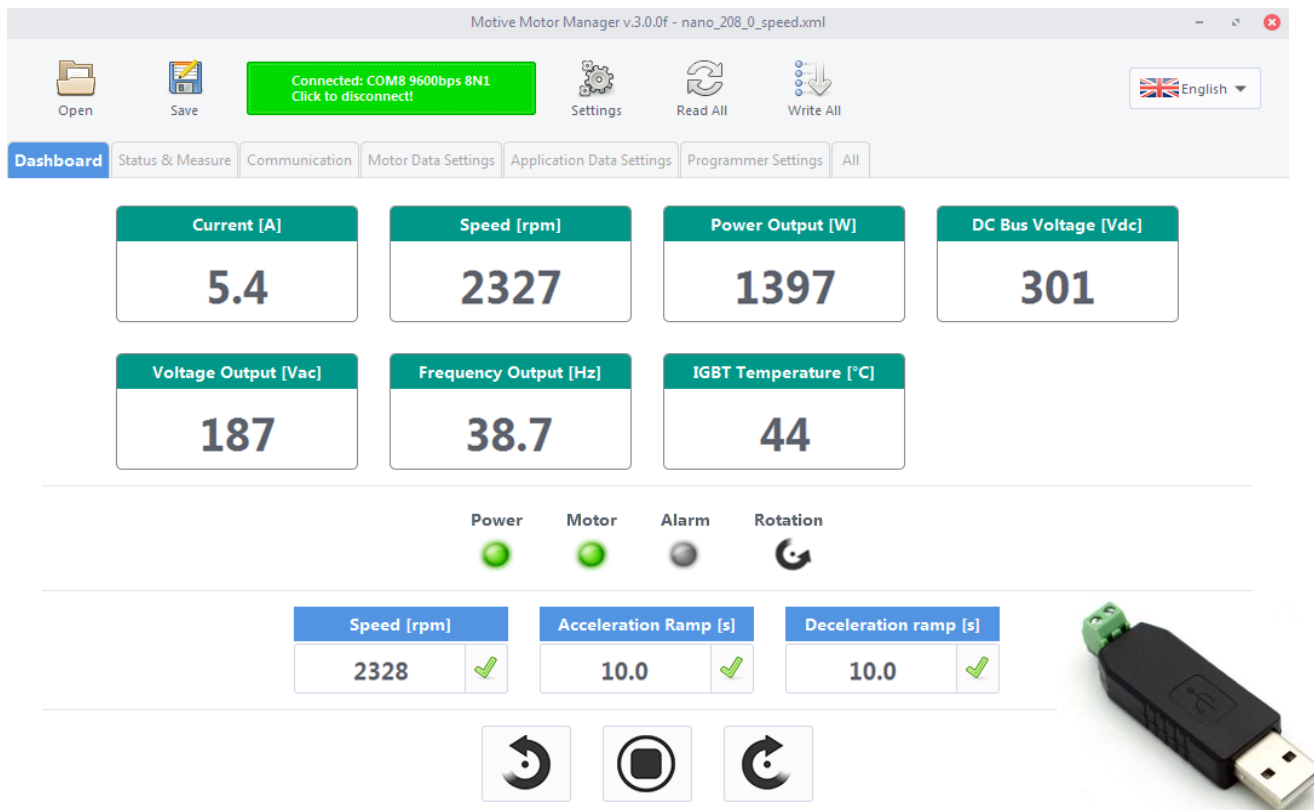 Motive Motor Manager v.3.0.0f - nano_208_0_speed.xml
Open
Save
Connected: COM8 9600bps 8N1
Click to disconnect!
Settings
Read All
Write All
English
Dashboard
Status & Measure
Communication
Motor Data Settings
Application Data Settings
Programmer Settings
All
Current [A]
Speed [rpm]
Power Output [W]
DC Bus Voltage [Vdc]
5.4
2327
1397
301
Voltage Output [Vac]
Frequency Output [Hz]
IGBT Temperature [°C]
187
38.7
44
Power
Motor
Alarm
Rotation
Speed [rpm]
Acceleration Ramp [s]
Deceleration ramp [s]
2328
10.0
10.0